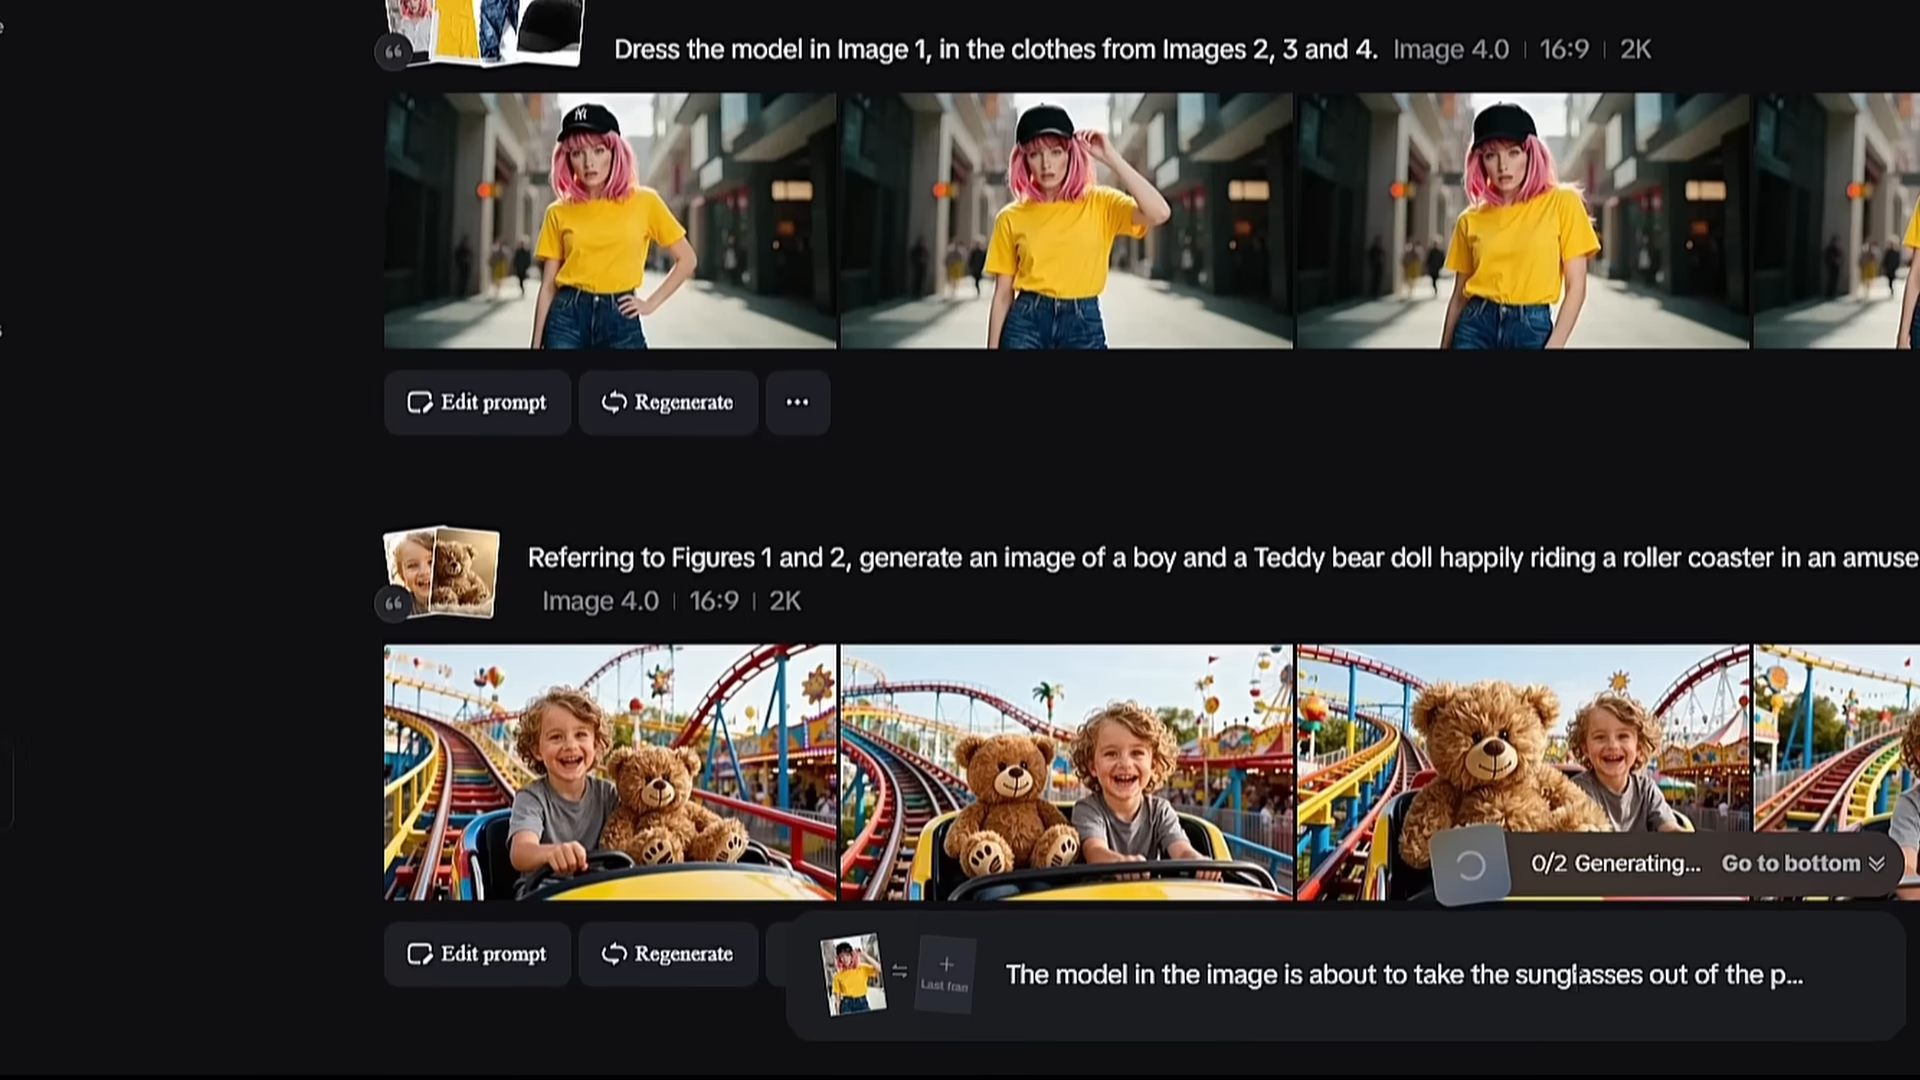 Dress the model in Image 1, in the clothes from Images 2, 3 and 4. Image 4.0 | 16:9 | 2K
NY
Edit prompt
Regenerate
Referring to Figures 1 and 2, generate an image of a boy and a Teddy bear doll happily riding a roller coaster in an amuse
Image 4.0 | 16:9 | 2K
0/2 Generating... Go to bottom
Edit prompt
Regenerate
Last fram
The model in the image is about to take the sunglasses out of the p...